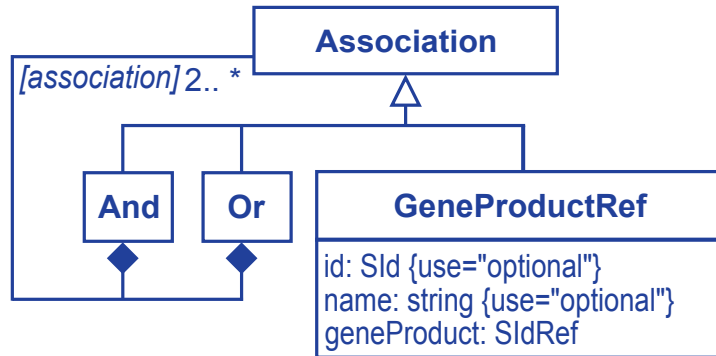 Association
[association] 2.. *
And
Or
GeneProductRef
id: SId {use="optional"}
name: string {use="optional"}
geneProduct: SIdRef